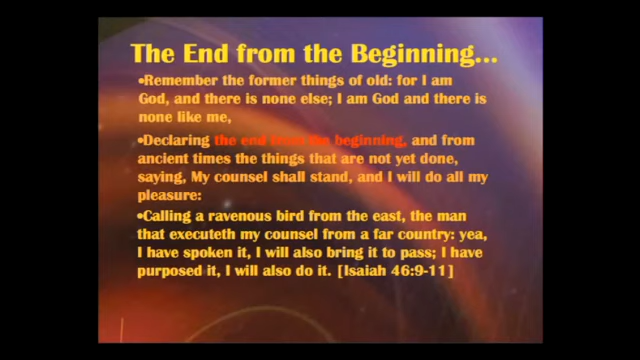 The End from the Beginning...
•Remember the former things of old: for I am
God, and there is none else; I am God and there is
none like me,
•Declaring the end from the beginning, and from
ancient times the things that are not yet done,
saying, My counsel shall stand, and I will do all my
pleasure:
•Calling a ravenous bird from the east, the man
that executeth my counsel from a far country: yea,
I have spoken it, I will also bring it to pass; I have
purposed it, I will also do it. [Isaiah 46:9-11]